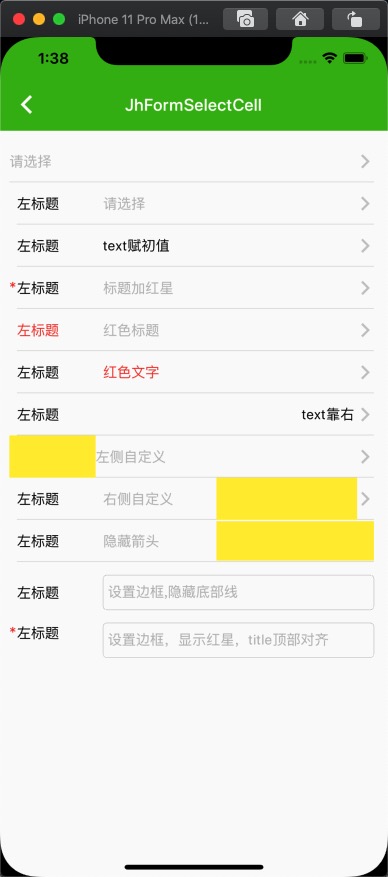 iPhone 11 Pro Max (1...
1:38
JhFormSelectCell
请选择
左标题 请选择
左标题 text赋初值
*左标题 标题加红星
左标题 红色标题
左标题 红色文字
左标题 text靠右
左侧自定义
左标题 右侧自定义
左标题 隐藏箭头
左标题 设置边框,隐藏底部线
*左标题 设置边框，显示红星，title顶部对齐